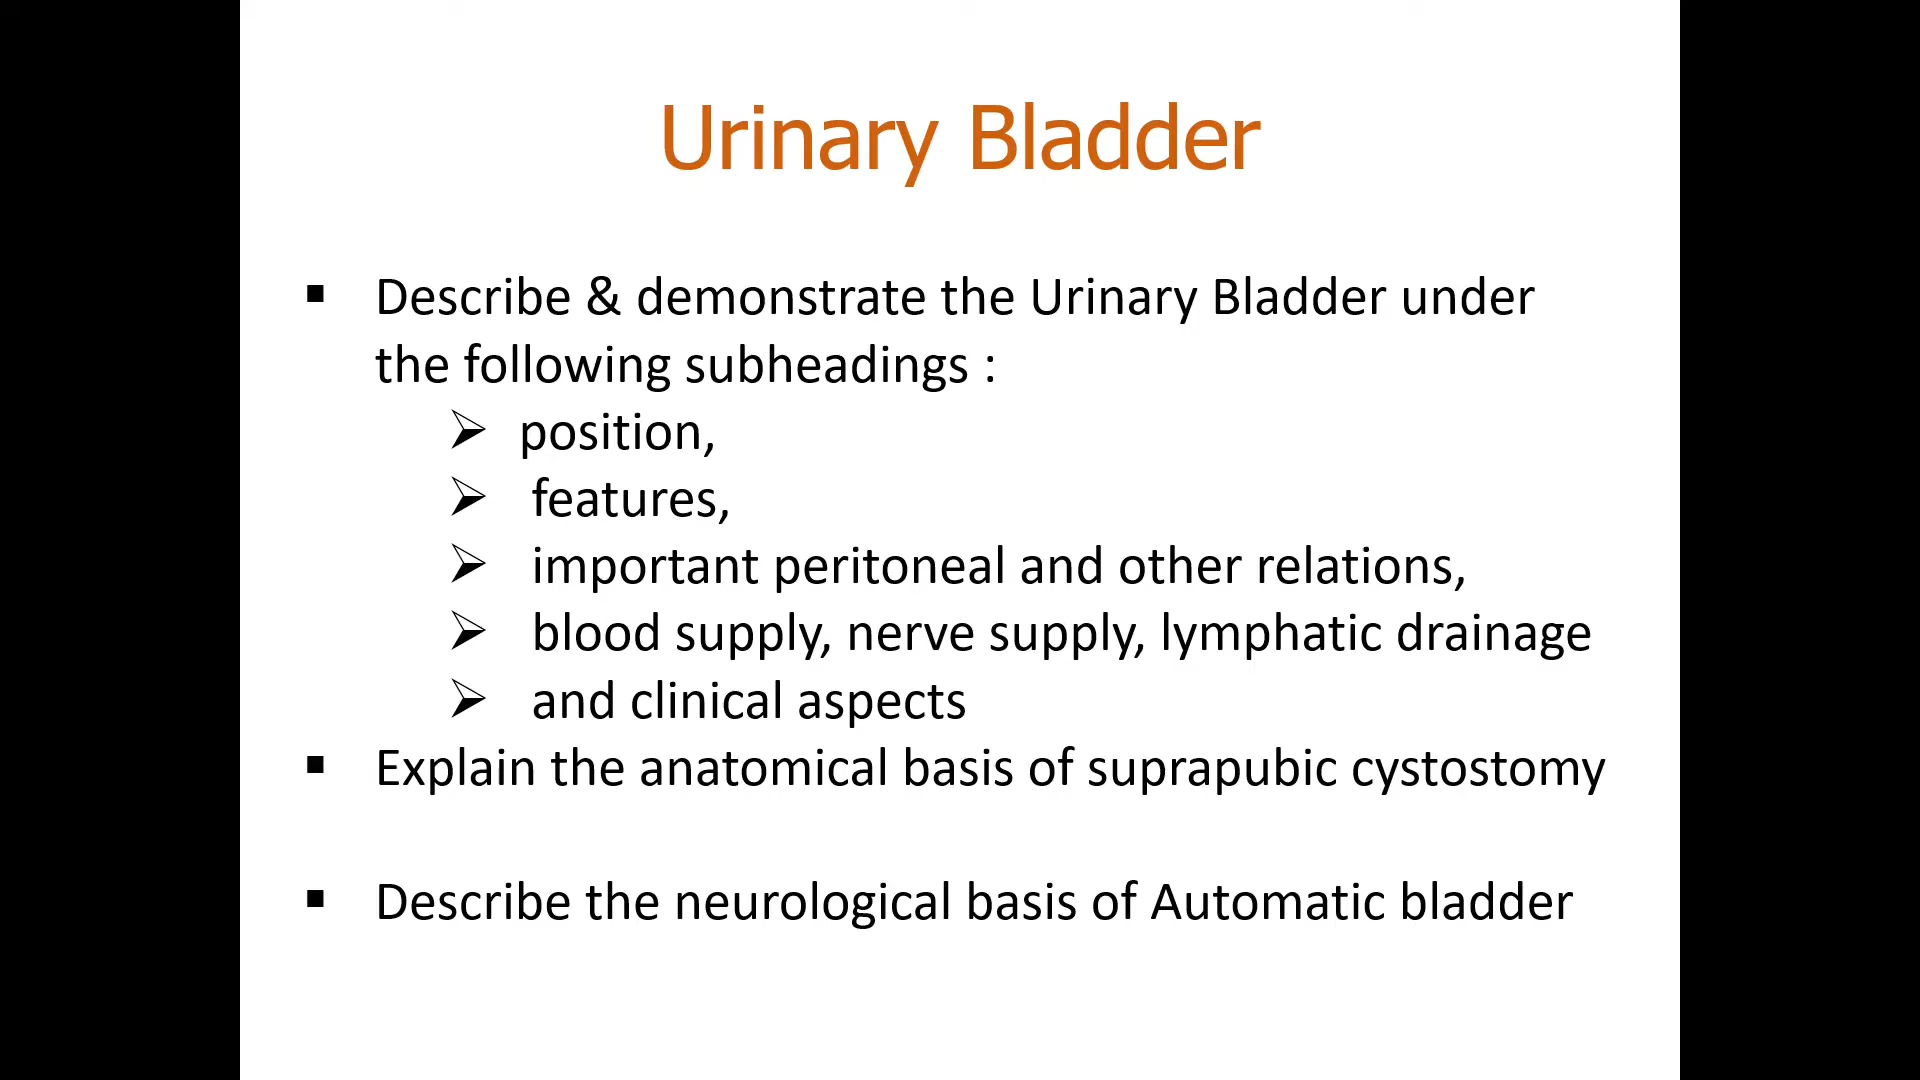 Urinary Bladder
▪ Describe & demonstrate the Urinary Bladder under
the following subheadings :
➢ position,
➢ features,
➢ important peritoneal and other relations,
➢ blood supply, nerve supply, lymphatic drainage
➢ and clinical aspects
▪ Explain the anatomical basis of suprapubic cystostomy
▪ Describe the neurological basis of Automatic bladder